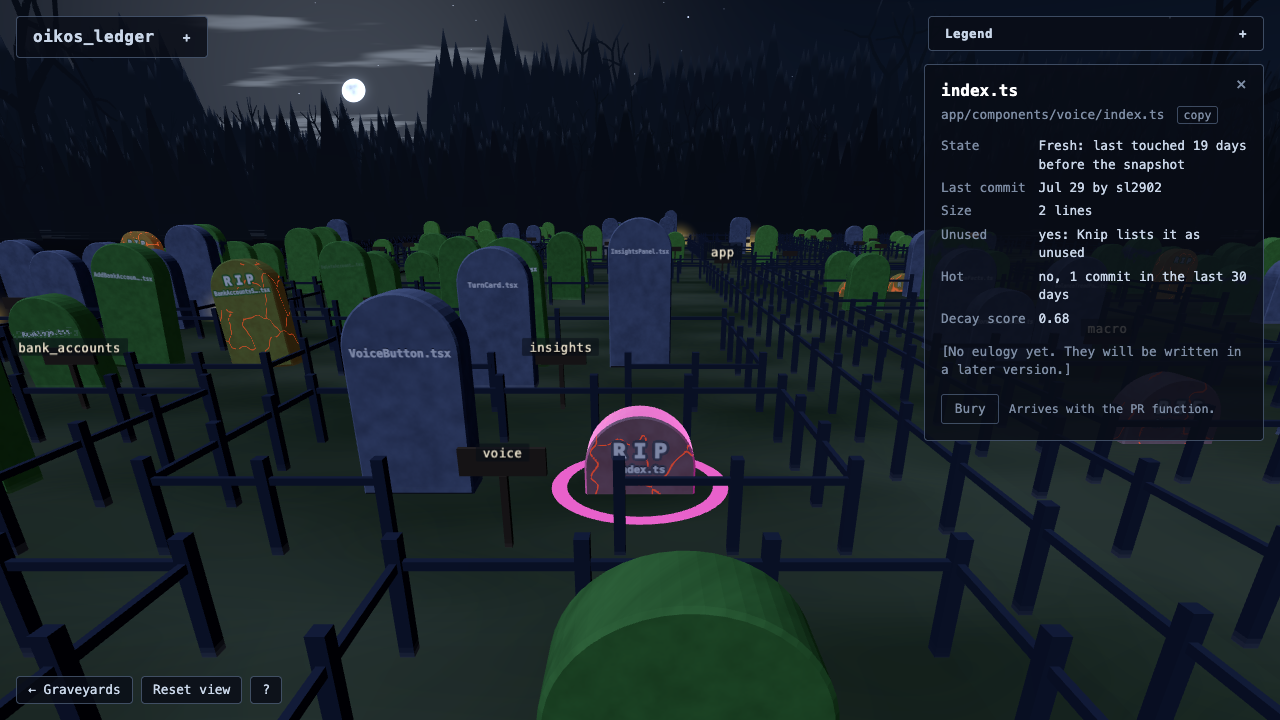 oikos_ledger +
Legend +
index.ts ×
app/components/voice/index.ts copy
State Fresh: last touched 19 days
before the snapshot
Last commit Jul 29 by sl2902
Size 2 lines
Unused yes: Knip lists it as
unused
Hot no, 1 commit in the last 30
days
Decay score 0.68
[No eulogy yet. They will be written in
a later version.]
Bury Arrives with the PR function.
macro
app
InsightsPanel.tsx
TurnCard.tsx
RIP
VoiceButton.tsx
bank_accounts
insights
voice
RIP
index.ts
← Graveyards Reset view ?